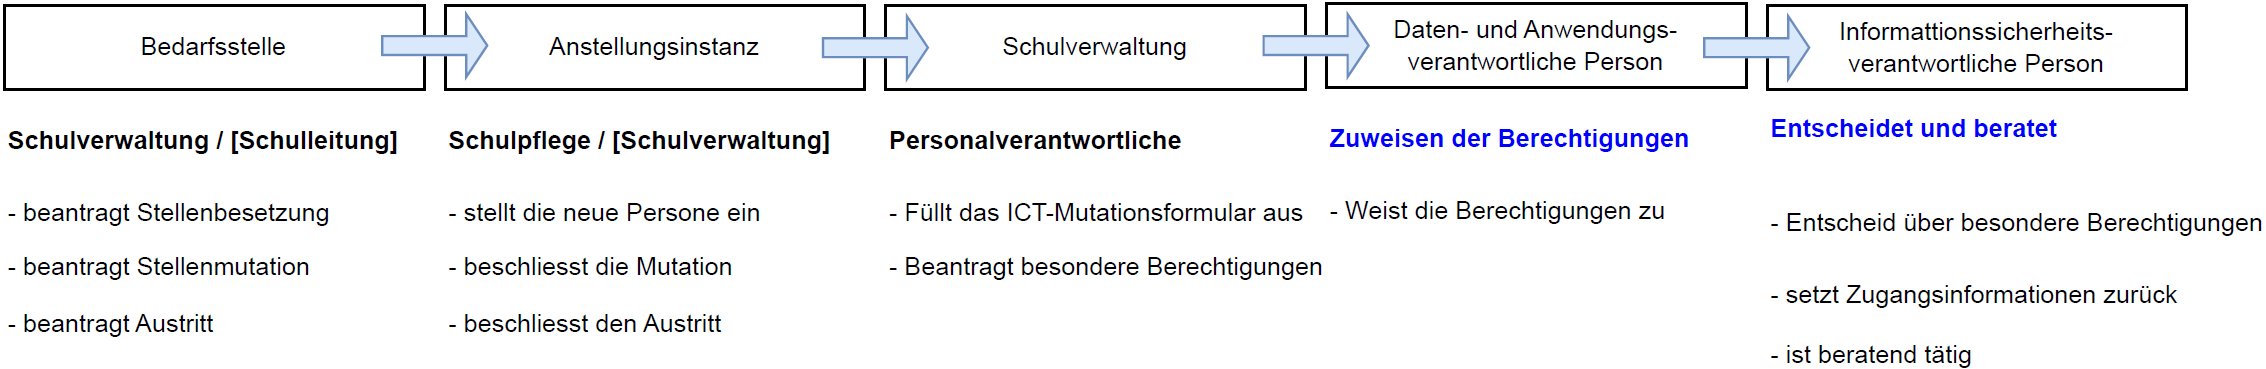 Bedarfsstelle
Anstellungsinstanz
Schulverwaltung
Daten- und Anwendungs-
verantwortliche Person
Informattionssicherheits-
verantwortliche Person
Schulverwaltung / [Schulleitung]
- beantragt Stellenbesetzung
- beantragt Stellenmutation
- beantragt Austritt
Schulpflege / [Schulverwaltung]
- stellt die neue Persone ein
- beschliesst die Mutation
- beschliesst den Austritt
Personalverantwortliche
- Füllt das ICT-Mutationsformular aus
- Beantragt besondere Berechtigungen
Zuweisen der Berechtigungen
- Weist die Berechtigungen zu
Entscheidet und beratet
- Entscheid über besondere Berechtigungen
- setzt Zugangsinformationen zurück
- ist beratend tätig